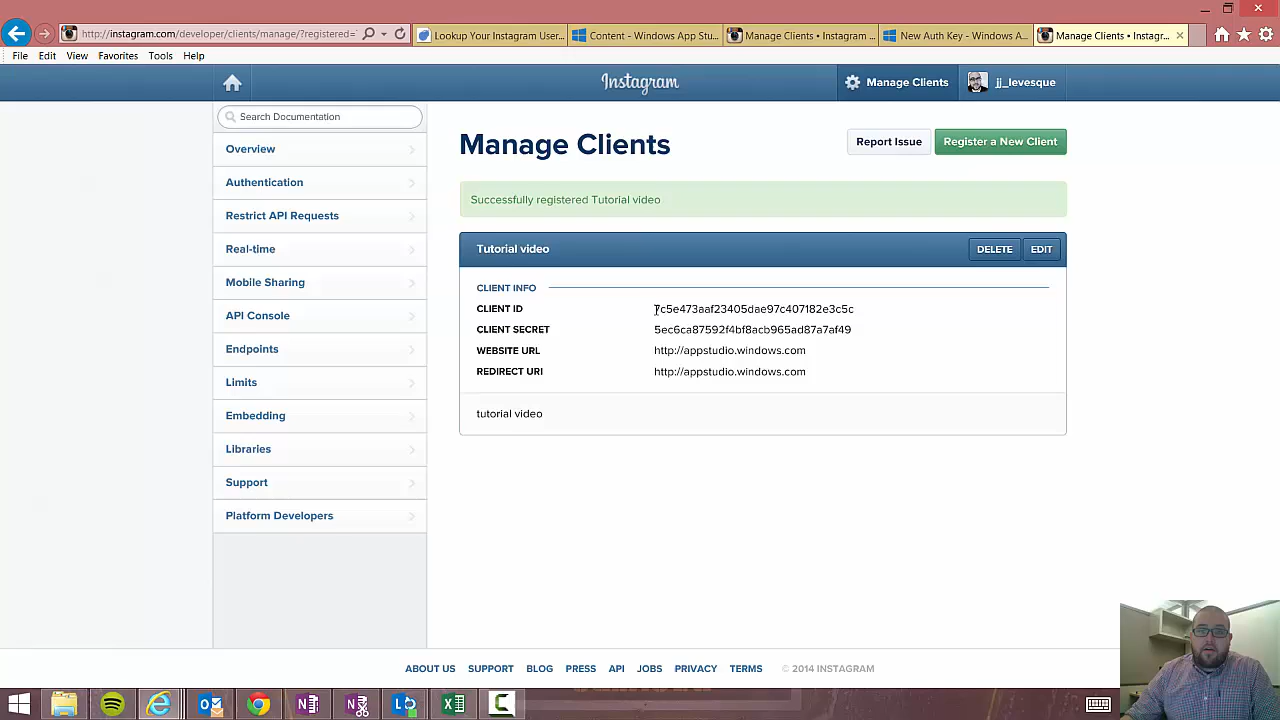 http://instagram.com/developer/clients/manage/?registered=
Lookup Your Instagram User...
Content - Windows App Stu...
Manage Clients • Instagram ...
New Auth Key - Windows A...
Manage Clients • Instagr...
File Edit View Favorites Tools Help
Instagram
Manage Clients
jj_levesque
Search Documentation
Overview
Authentication
Restrict API Requests
Real-time
Mobile Sharing
API Console
Endpoints
Limits
Embedding
Libraries
Support
Platform Developers
Manage Clients
Report Issue
Register a New Client
Successfully registered Tutorial video
Tutorial video
DELETE EDIT
CLIENT INFO
CLIENT ID 7c5e473aaf23405dae97c407182e3c5c
CLIENT SECRET 5ec6ca87592f4bf8acb965ad87a7af49
WEBSITE URL http://appstudio.windows.com
REDIRECT URI http://appstudio.windows.com
tutorial video
ABOUT US SUPPORT BLOG PRESS API JOBS PRIVACY TERMS © 2014 INSTAGRAM